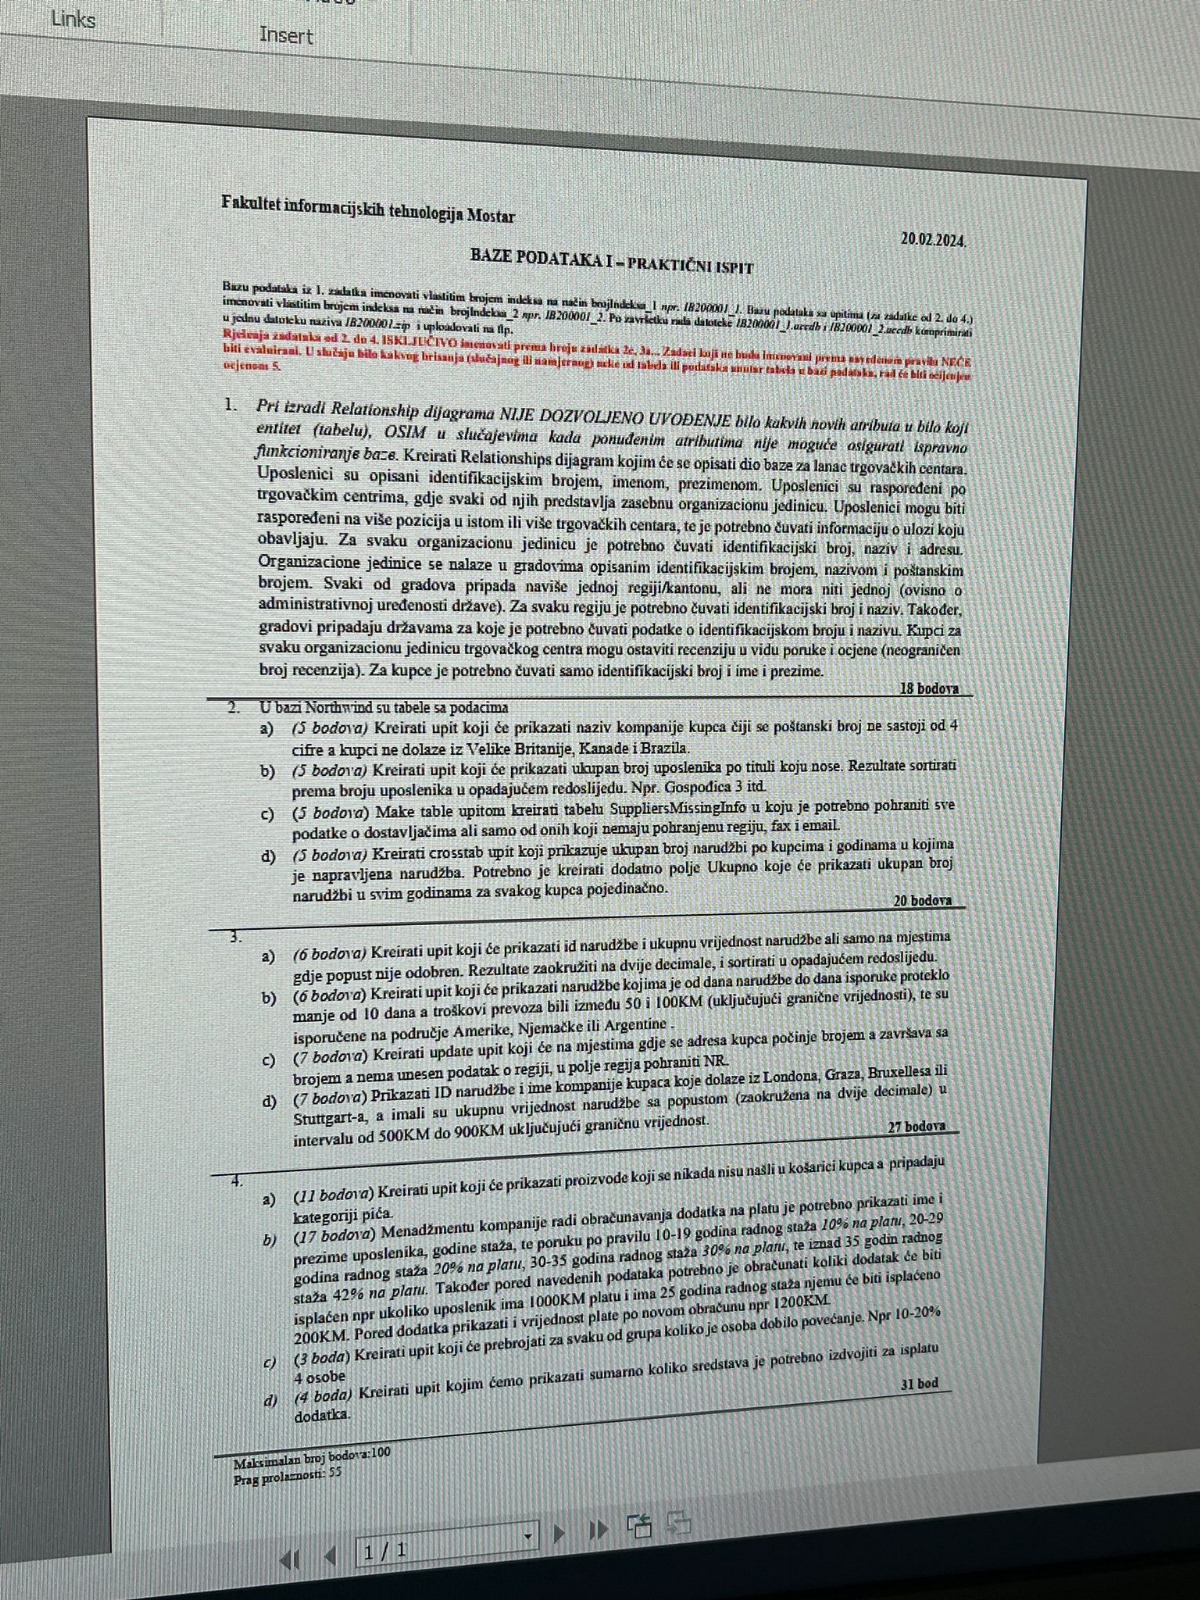 Links
Insert
Fakultet informacijskih tehnologija Mostar
20.02.2024.
BAZE PODATAKA I – PRAKTIČNI ISPIT
Bazu podataka iz 1. zadatka imenovati vlastitim brojem indeksa na način brojIndeksa_1 npr. IB200001_1. Bazu podataka sa upitima (za zadatke od 2. do 4.)
imenovati vlastitim brojem indeksa na način brojIndeksa_2 npr. IB200001_2. Po završetku rada datoteke IB200001_1.accdb i IB200001_2.accdb komprimirati
u jednu datoteku naziva IB200001.zip i uploadovati na ftp.
Rješenja zadataka od 2. do 4. ISKLJUČIVO imenovati prema broju zadatka 2c, 3a... Zadaci koji ne budu imenovani prema navedenom pravilu NEĆE
biti evaluirani. U slučaju bilo kakvog brisanja (slučajnog ili namjernog) neke od tabela ili podataka unutar tabela u bazi podataka, rad će biti ocijenjen
ocjenom 5.
1. Pri izradi Relationship dijagrama NIJE DOZVOLJENO UVOĐENJE bilo kakvih novih atributa u bilo koji
entitet (tabelu), OSIM u slučajevima kada ponuđenim atributima nije moguće osigurati ispravno
funkcioniranje baze. Kreirati Relationships dijagram kojim će se opisati dio baze za lanac trgovačkih centara.
Uposlenici su opisani identifikacijskim brojem, imenom, prezimenom. Uposlenici su raspoređeni po
trgovačkim centrima, gdje svaki od njih predstavlja zasebnu organizacionu jedinicu. Uposlenici mogu biti
raspoređeni na više pozicija u istom ili više trgovačkih centara, te je potrebno čuvati informaciju o ulozi koju
obavljaju. Za svaku organizacionu jedinicu je potrebno čuvati identifikacijski broj, naziv i adresu.
Organizacione jedinice se nalaze u gradovima opisanim identifikacijskim brojem, nazivom i poštanskim
brojem. Svaki od gradova pripada naviše jednoj regiji/kantonu, ali ne mora niti jednoj (ovisno o
administrativnoj uređenosti države). Za svaku regiju je potrebno čuvati identifikacijski broj i naziv. Također,
gradovi pripadaju državama za koje je potrebno čuvati podatke o identifikacijskom broju i nazivu. Kupci za
svaku organizacionu jedinicu trgovačkog centra mogu ostaviti recenziju u vidu poruke i ocjene (neograničen
broj recenzija). Za kupce je potrebno čuvati samo identifikacijski broj i ime i prezime.
18 bodova
2. U bazi Northwind su tabele sa podacima
a) (5 bodova) Kreirati upit koji će prikazati naziv kompanije kupca čiji se poštanski broj ne sastoji od 4
cifre a kupci ne dolaze iz Velike Britanije, Kanade i Brazila.
b) (5 bodova) Kreirati upit koji će prikazati ukupan broj uposlenika po tituli koju nose. Rezultate sortirati
prema broju uposlenika u opadajućem redoslijedu. Npr. Gospođica 3 itd.
c) (5 bodova) Make table upitom kreirati tabelu SuppliersMissingInfo u koju je potrebno pohraniti sve
podatke o dostavljačima ali samo od onih koji nemaju pohranjenu regiju, fax i email.
d) (5 bodova) Kreirati crosstab upit koji prikazuje ukupan broj narudžbi po kupcima i godinama u kojima
je napravljena narudžba. Potrebno je kreirati dodatno polje Ukupno koje će prikazati ukupan broj
narudžbi u svim godinama za svakog kupca pojedinačno.
20 bodova
3.
a) (6 bodova) Kreirati upit koji će prikazati id narudžbe i ukupnu vrijednost narudžbe ali samo na mjestima
gdje popust nije odobren. Rezultate zaokružiti na dvije decimale, i sortirati u opadajućem redoslijedu.
b) (6 bodova) Kreirati upit koji će prikazati narudžbe kojima je od dana narudžbe do dana isporuke proteklo
manje od 10 dana a troškovi prevoza bili između 50 i 100KM (uključujući granične vrijednosti), te su
isporučene na područje Amerike, Njemačke ili Argentine .
c) (7 bodova) Kreirati update upit koji će na mjestima gdje se adresa kupca počinje brojem a završava sa
brojem a nema unesen podatak o regiji, u polje regija pohraniti NR.
d) (7 bodova) Prikazati ID narudžbe i ime kompanije kupaca koje dolaze iz Londona, Graza, Bruxellesa ili
Stuttgart-a, a imali su ukupnu vrijednost narudžbe sa popustom (zaokružena na dvije decimale) u
intervalu od 500KM do 900KM uključujući graničnu vrijednost.
27 bodova
4.
a) (11 bodova) Kreirati upit koji će prikazati proizvode koji se nikada nisu našli u košarici kupca a pripadaju
kategoriji pića.
b) (17 bodova) Menadžmentu kompanije radi obračunavanja dodatka na platu je potrebno prikazati ime i
prezime uposlenika, godine staža, te poruku po pravilu 10-19 godina radnog staža 10% na platu, 20-29
godina radnog staža 20% na platu, 30-35 godina radnog staža 30% na platu, te iznad 35 godin radnog
staža 42% na platu. Također pored navedenih podataka potrebno je obračunati koliki dodatak će biti
isplaćen npr ukoliko uposlenik ima 1000KM platu i ima 25 godina radnog staža njemu će biti isplaćeno
200KM. Pored dodatka prikazati i vrijednost plate po novom obračunu npr 1200KM.
c) (3 boda) Kreirati upit koji će prebrojati za svaku od grupa koliko je osoba dobilo povećanje. Npr 10-20%
4 osobe
d) (4 boda) Kreirati upit kojim ćemo prikazati sumarno koliko sredstava je potrebno izdvojiti za isplatu
dodatka.
31 bod
Maksimalan broj bodova:100
Prag prolaznosti: 55
1 / 1